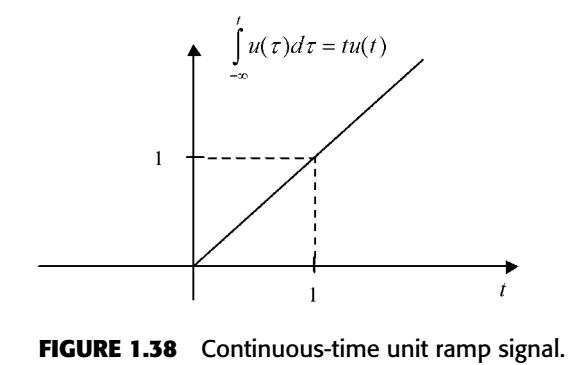 ∫_{-∞}^{t} u(τ)dτ = tu(t)
1
1
t
FIGURE 1.38 Continuous-time unit ramp signal.